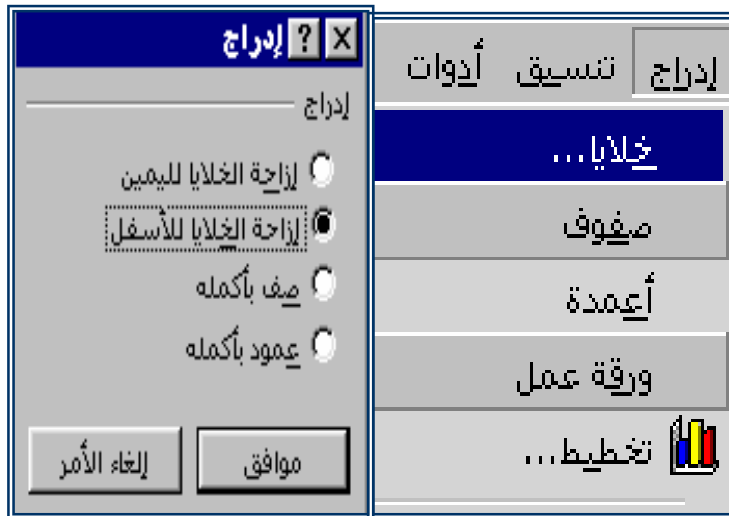 إدراج تنسيق أدوات
خلايا...
صفوف
أعمدة
ورقة عمل
تخطيط...
إدراج
إدراج
إزاحة الخلايا لليمين
إزاحة الخلايا للأسفل
صف بأكمله
عمود بأكمله
موافق إلغاء الأمر